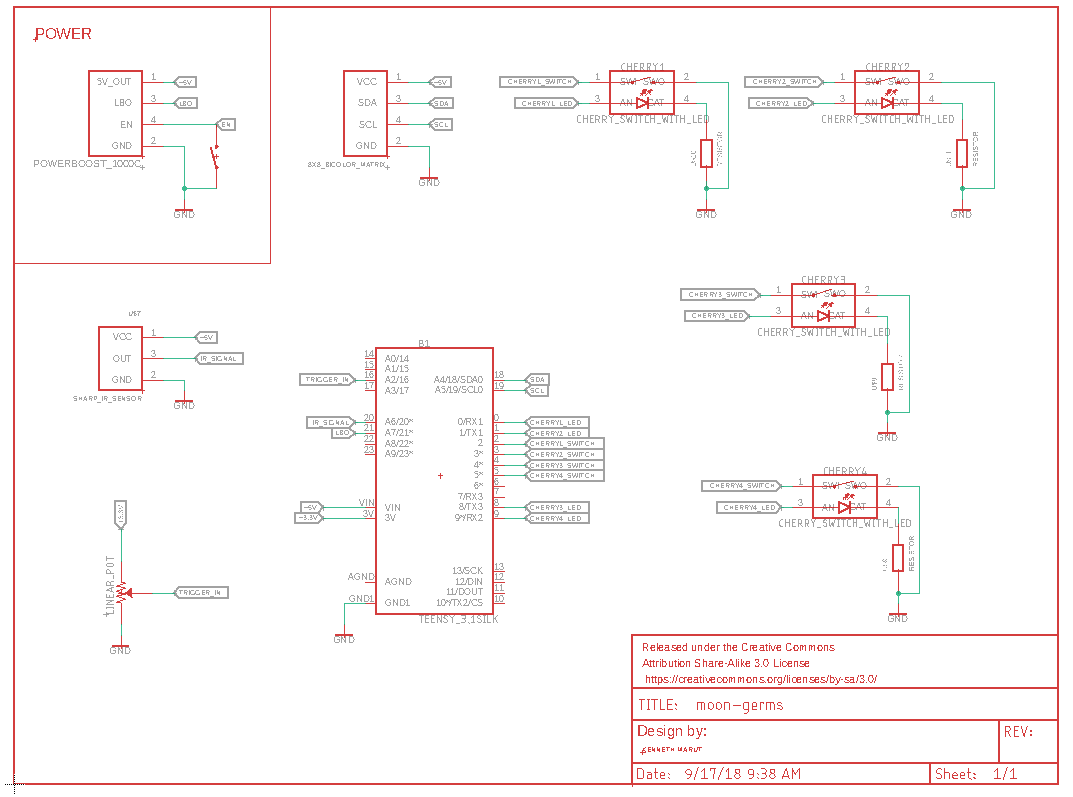 POWER
5V_OUT 1 ~5V
LBO 3 LBO
EN 4 EN
GND 2
POWERBOOST_1000C
GND
VCC 1 ~5V
SDA 3 SDA
SCL 4 SCL
GND 2
8X8_BICOLOR_MATRIX
GND
CHERRY1
CHERRY1_SWITCH 1 SWI SWO 2
CHERRY1_LED 3 AN CAT 4
CHERRY_SWITCH_WITH_LED
RESISTOR
GND
CHERRY2
CHERRY2_SWITCH 1 SWI SWO 2
CHERRY2_LED 3 AN CAT 4
CHERRY_SWITCH_WITH_LED
RESISTOR
GND
CHERRY3
CHERRY3_SWITCH 1 SWI SWO 2
CHERRY3_LED 3 AN CAT 4
CHERRY_SWITCH_WITH_LED
RESISTOR
GND
VCC 1 ~5V
OUT 3 IR_SIGNAL
GND 2
SHARP_IR_SENSOR
GND
B1
14 A0/14
15 A1/15
TRIGGER_IN 16 A2/16 A4/18/SDA0 18 SDA
17 A3/17 A5/19/SCL0 19 SCL
IR_SIGNAL 20 A6/20* 0/RX1 0 CHERRY1_LED
LBO 21 A7/21* 1/TX1 1 CHERRY2_LED
22 A8/22* 2 2 CHERRY1_SWITCH
23 A9/23* 3* 3 CHERRY2_SWITCH
4* 4 CHERRY3_SWITCH
5* 5 CHERRY4_SWITCH
6* 6
7/RX3 7
~5V VIN VIN 8/TX3 8 CHERRY3_LED
~3.3V 3V 3V 9*/RX2 9 CHERRY4_LED
13/SCK 13
AGND AGND 12/DIN 12
11/DOUT 11
GND1 GND1 10*/TX2/CS 10
TEENSY_3.1SILK
GND
CHERRY4
CHERRY4_SWITCH 1 SWI SWO 2
CHERRY4_LED 3 AN CAT 4
CHERRY_SWITCH_WITH_LED
RESISTOR
GND
LINEAR_POT
TRIGGER_IN
GND
Released under the Creative Commons
Attribution Share-Alike 3.0 License
https://creativecommons.org/licenses/by-sa/3.0/
TITLE: moon-germs
Design by: REV:
KENNETH MARUT
Date: 9/17/18 9:38 AM Sheet: 1/1